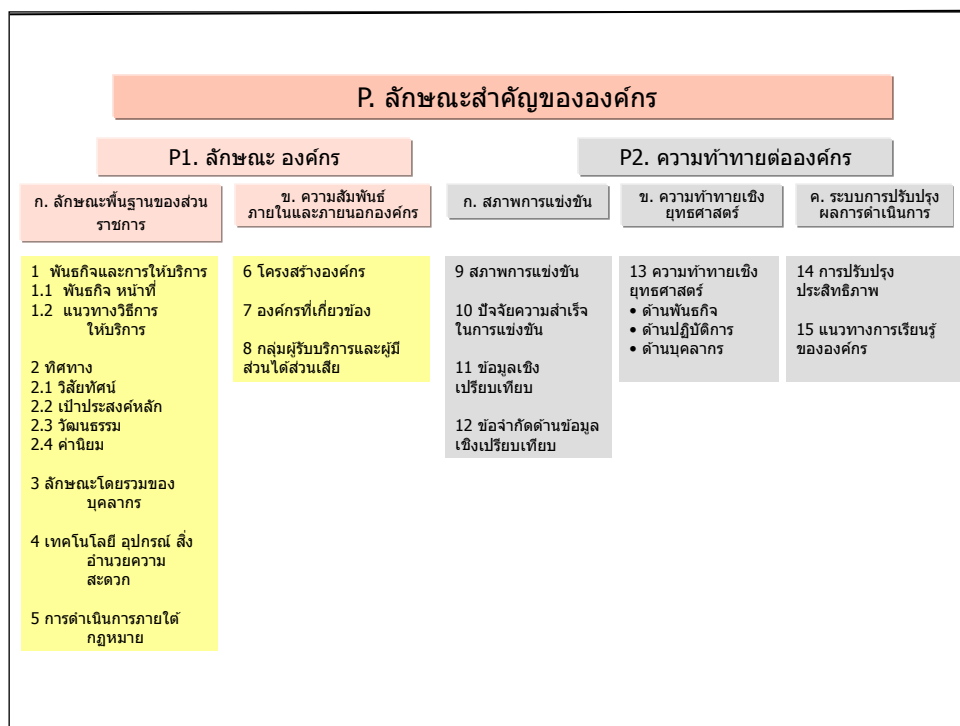 P. ลักษณะสำคัญขององค์กร
P1. ลักษณะ องค์กร
ก. ลักษณะพื้นฐานของส่วน
ราชการ
1 พันธกิจและการให้บริการ
1.1 พันธกิจ หน้าที่
1.2 แนวทางวิธีการ
ให้บริการ
2 ทิศทาง
2.1 วิสัยทัศน์
2.2 เป้าประสงค์หลัก
2.3 วัฒนธรรม
2.4 ค่านิยม
3 ลักษณะโดยรวมของ
บุคลากร
4 เทคโนโลยี อุปกรณ์ สิ่ง
อำนวยความ
สะดวก
5 การดำเนินการภายใต้
กฏหมาย
ข. ความสัมพันธ์
ภายในและภายนอกองค์กร
6 โครงสร้างองค์กร
7 องค์กรที่เกี่ยวข้อง
8 กลุ่มผู้รับบริการและผู้มี
ส่วนได้ส่วนเสีย
P2. ความท้าทายต่อองค์กร
ก. สภาพการแข่งขัน
9 สภาพการแข่งขัน
10 ปัจจัยความสำเร็จ
ในการแข่งขัน
11 ข้อมูลเชิง
เปรียบเทียบ
12 ข้อจำกัดด้านข้อมูล
เชิงเปรียบเทียบ
ข. ความท้าทายเชิง
ยุทธศาสตร์
13 ความท้าทายเชิง
ยุทธศาสตร์
• ด้านพันธกิจ
• ด้านปฏิบัติการ
• ด้านบุคลากร
ค. ระบบการปรับปรุง
ผลการดำเนินการ
14 การปรับปรุง
ประสิทธิภาพ
15 แนวทางการเรียนรู้
ขององค์กร